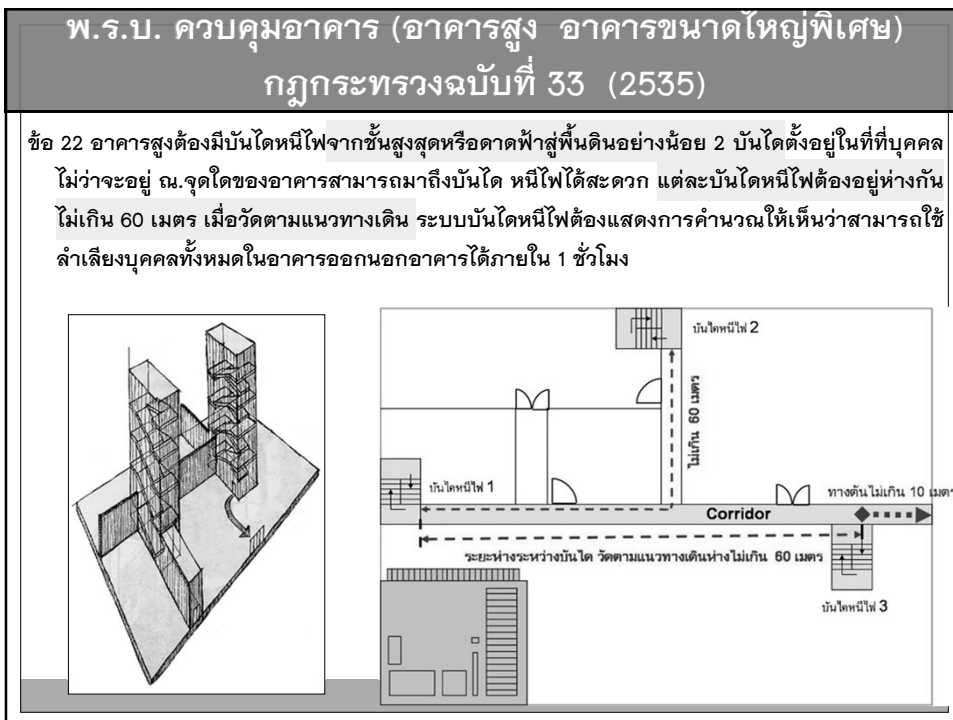 พ.ร.บ. ควบคุมอาคาร (อาคารสูง อาคารขนาดใหญ่พิเศษ)
กฎกระทรวงฉบับที่ 33 (2535)
ข้อ 22 อาคารสูงต้องมีบันไดหนีไฟจากชั้นสูงสุดหรือดาดฟ้าสู่พื้นดินอย่างน้อย 2 บันไดตั้งอยู่ในที่ที่บุคคล
ไม่ว่าจะอยู่ ณ.จุดใดของอาคารสามารถมาถึงบันได หนีไฟได้สะดวก แต่ละบันไดหนีไฟต้องอยู่ห่างกัน
ไม่เกิน 60 เมตร เมื่อวัดตามแนวทางเดิน ระบบบันไดหนีไฟต้องแสดงการคำนวณให้เห็นว่าสามารถใช้
ลำเลียงบุคคลทั้งหมดในอาคารออกนอกอาคารได้ภายใน 1 ชั่วโมง
บันไดหนีไฟ 2
ไม่เกิน 60 เมตร
บันไดหนีไฟ 1
ทางตันไม่เกิน 10 เมตร
Corridor
ระยะห่างระหว่างบันได วัดตามแนวทางเดินห่างไม่เกิน 60 เมตร
บันไดหนีไฟ 3